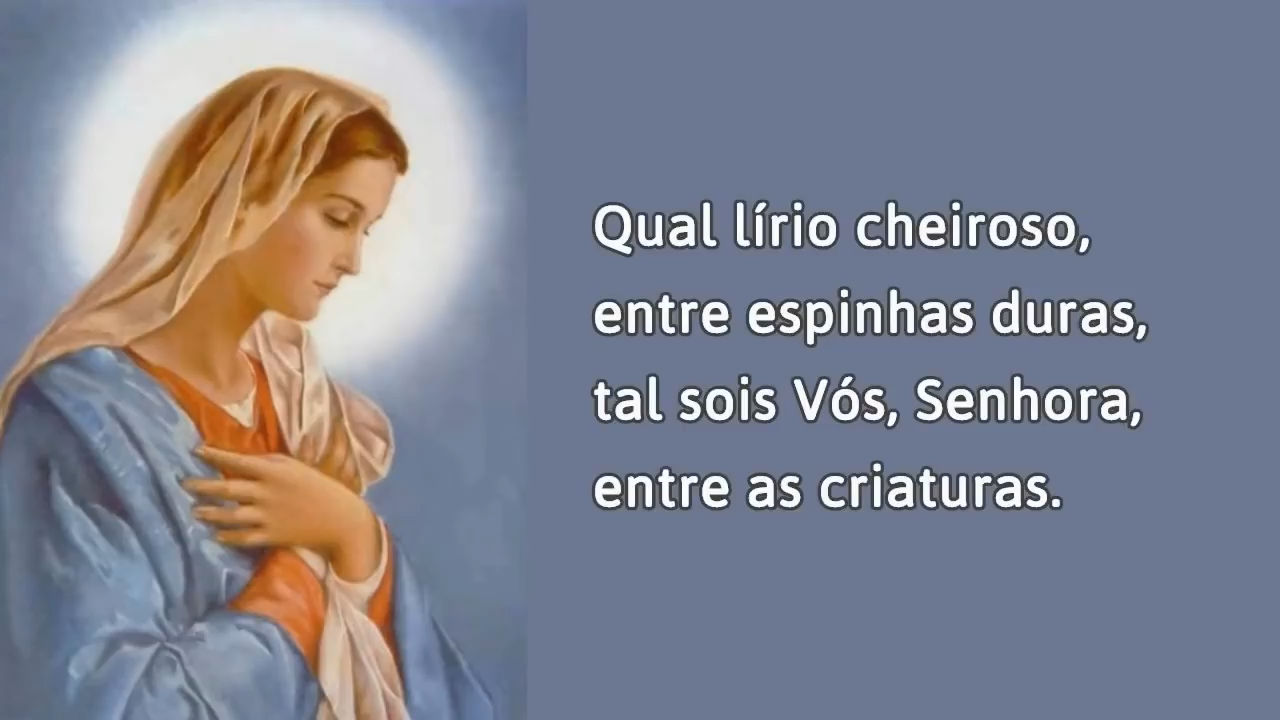 Qual lírio cheiroso,
entre espinhas duras,
tal sois Vós, Senhora,
entre as criaturas.